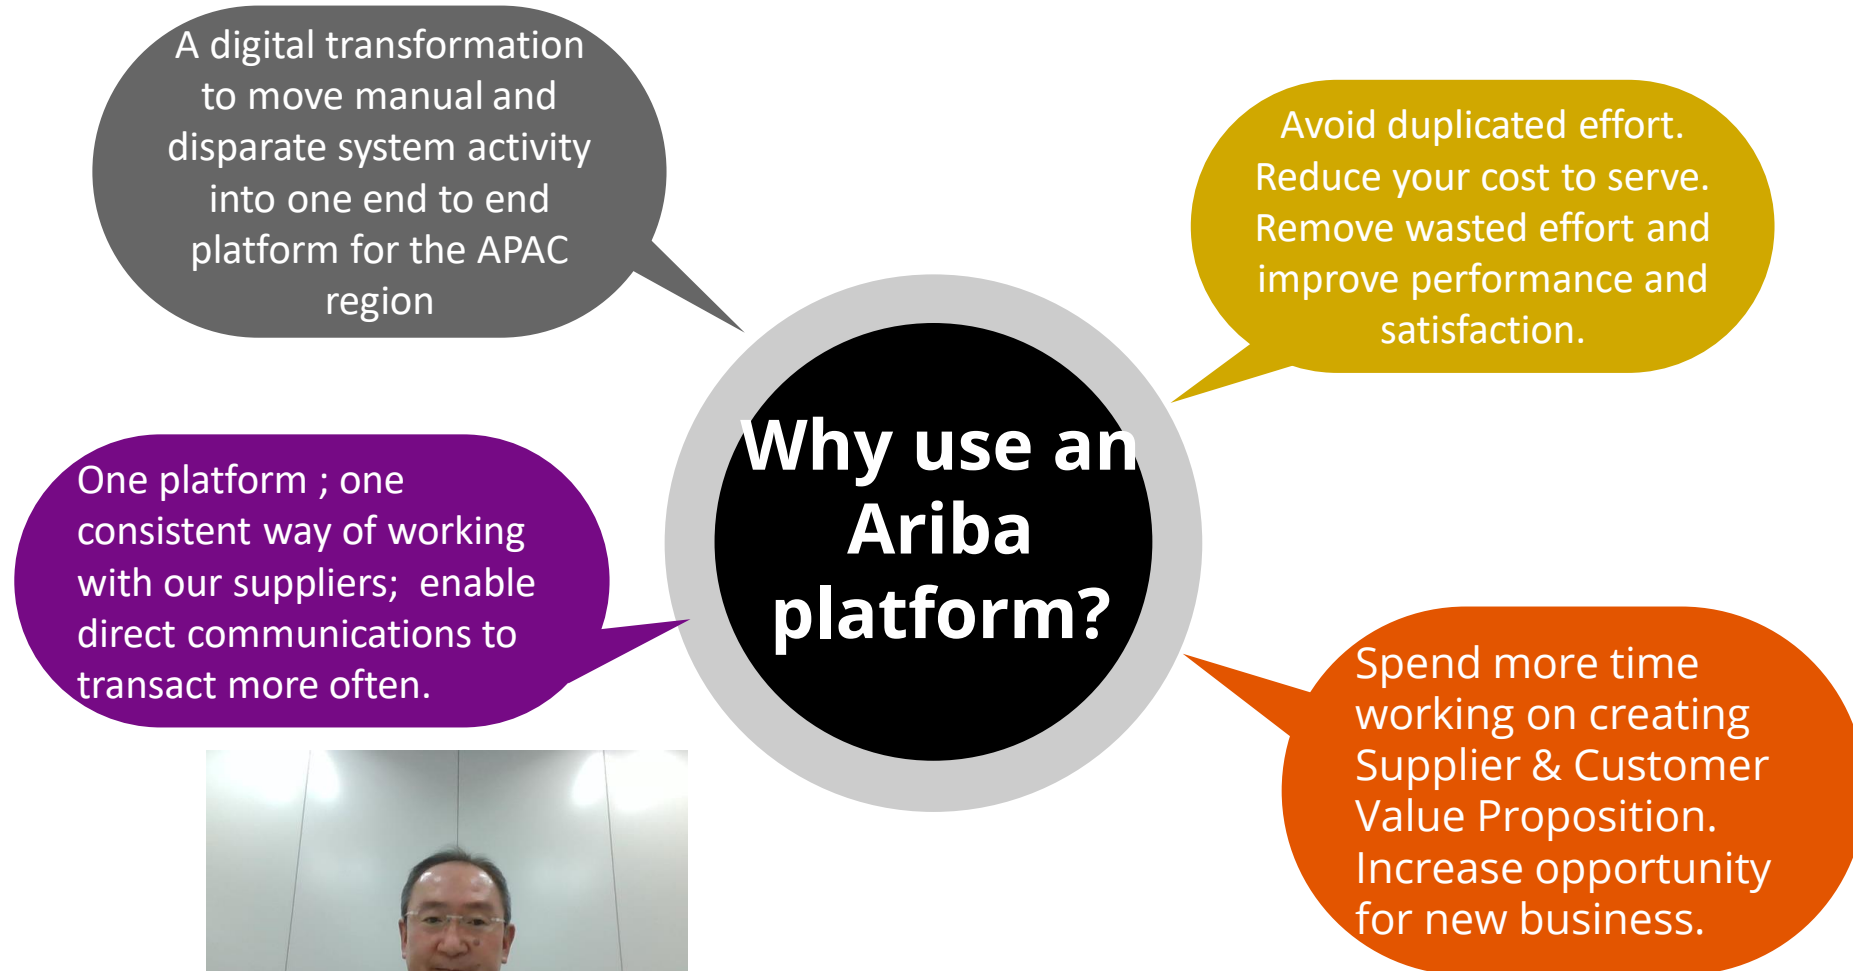 A digital transformation
to move manual and
disparate system activity
into one end to end
platform for the APAC
region
Avoid duplicated effort.
Reduce your cost to serve.
Remove wasted effort and
improve performance and
satisfaction.
Why use an
Ariba
platform?
One platform ; one
consistent way of working
with our suppliers;  enable
direct communications to
transact more often.
Spend more time
working on creating
Supplier & Customer
Value Proposition.
Increase opportunity
for new business.